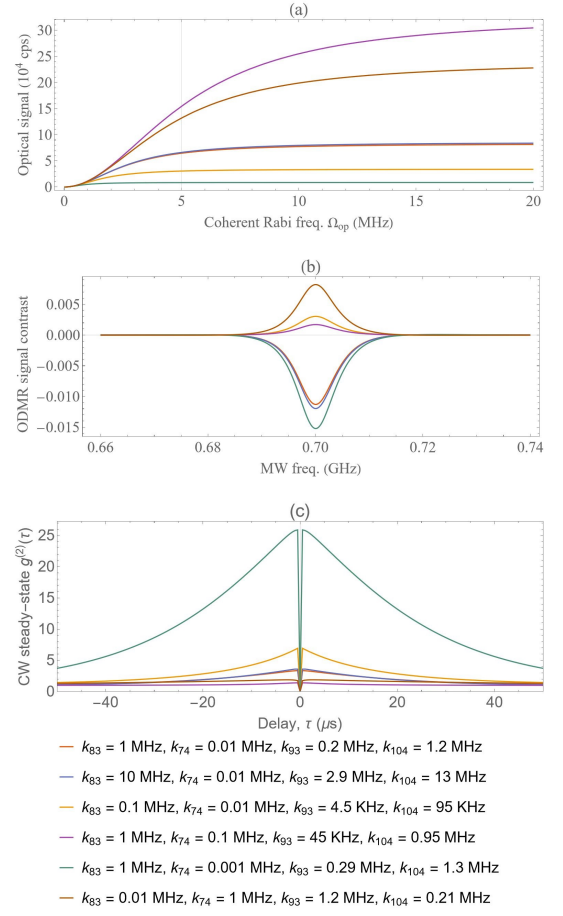 (a)
Optical signal (10⁴ cps)
30
25
20
15
10
5
0
0 5 10 15 20
Coherent Rabi freq. Ωop (MHz)
(b)
ODMR signal contrast
0.005
0.000
−0.005
−0.010
−0.015
0.66 0.68 0.70 0.72 0.74
MW freq. (GHz)
(c)
CW steady−state g⁽²⁾(τ)
25
20
15
10
5
0
−40 −20 0 20 40
Delay, τ (μs)
k₈₃ = 1 MHz, k₇₄ = 0.01 MHz, k₉₃ = 0.2 MHz, k₁₀₄ = 1.2 MHz
k₈₃ = 10 MHz, k₇₄ = 0.01 MHz, k₉₃ = 2.9 MHz, k₁₀₄ = 13 MHz
k₈₃ = 0.1 MHz, k₇₄ = 0.01 MHz, k₉₃ = 4.5 KHz, k₁₀₄ = 95 KHz
k₈₃ = 1 MHz, k₇₄ = 0.1 MHz, k₉₃ = 45 KHz, k₁₀₄ = 0.95 MHz
k₈₃ = 1 MHz, k₇₄ = 0.001 MHz, k₉₃ = 0.29 MHz, k₁₀₄ = 1.3 MHz
k₈₃ = 0.01 MHz, k₇₄ = 1 MHz, k₉₃ = 1.2 MHz, k₁₀₄ = 0.21 MHz